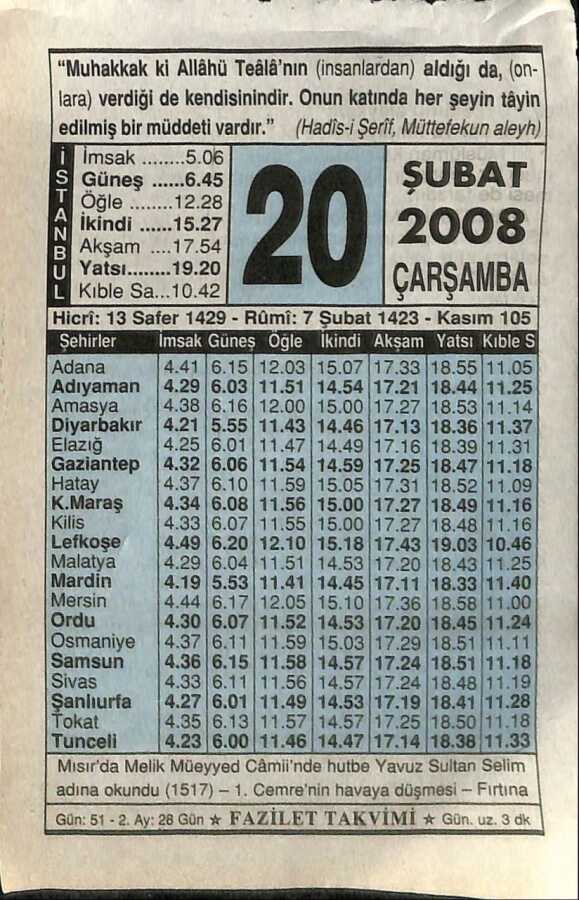 “Muhakkak ki Allâhü Teâlâ'nın (insanlardan) aldığı da, (on-
lara) verdiği de kendisinindir. Onun katında her şeyin tâyin
edilmiş bir müddeti vardır.” (Hadîs-i Şerîf, Müttefekun aleyh)
İSTANBUL
İmsak ........5.06
Güneş ......6.45
Öğle ........12.28
İkindi ......15.27
Akşam ....17.54
Yatsı........19.20
Kıble Sa...10.42
20
ŞUBAT
2008
ÇARŞAMBA
Hicrî: 13 Safer 1429 - Rûmî: 7 Şubat 1423 - Kasım 105
Şehirler İmsak Güneş Öğle İkindi Akşam Yatsı Kıble S
Adana 4.41 6.15 12.03 15.07 17.33 18.55 11.05
Adıyaman 4.29 6.03 11.51 14.54 17.21 18.44 11.25
Amasya 4.38 6.16 12.00 15.00 17.27 18.53 11.14
Diyarbakır 4.21 5.55 11.43 14.46 17.13 18.36 11.37
Elazığ 4.25 6.01 11.47 14.49 17.16 18.39 11.31
Gaziantep 4.32 6.06 11.54 14.59 17.25 18.47 11.18
Hatay 4.37 6.10 11.59 15.05 17.31 18.52 11.09
K.Maraş 4.34 6.08 11.56 15.00 17.27 18.49 11.16
Kilis 4.33 6.07 11.55 15.00 17.27 18.48 11.16
Lefkoşe 4.49 6.20 12.10 15.18 17.43 19.03 10.46
Malatya 4.29 6.04 11.51 14.53 17.20 18.43 11.25
Mardin 4.19 5.53 11.41 14.45 17.11 18.33 11.40
Mersin 4.44 6.17 12.05 15.10 17.36 18.58 11.00
Ordu 4.30 6.07 11.52 14.53 17.20 18.45 11.24
Osmaniye 4.37 6.11 11.59 15.03 17.29 18.51 11.11
Samsun 4.36 6.15 11.58 14.57 17.24 18.51 11.18
Sivas 4.33 6.11 11.56 14.57 17.24 18.48 11.19
Şanlıurfa 4.27 6.01 11.49 14.53 17.19 18.41 11.28
Tokat 4.35 6.13 11.57 14.57 17.25 18.50 11.18
Tunceli 4.23 6.00 11.46 14.47 17.14 18.38 11.33
Mısır'da Melik Müeyyed Câmii'nde hutbe Yavuz Sultan Selim
adına okundu (1517) – 1. Cemre'nin havaya düşmesi – Fırtına
Gün: 51 - 2. Ay: 28 Gün ★ FAZİLET TAKVİMİ ★ Gün. uz. 3 dk